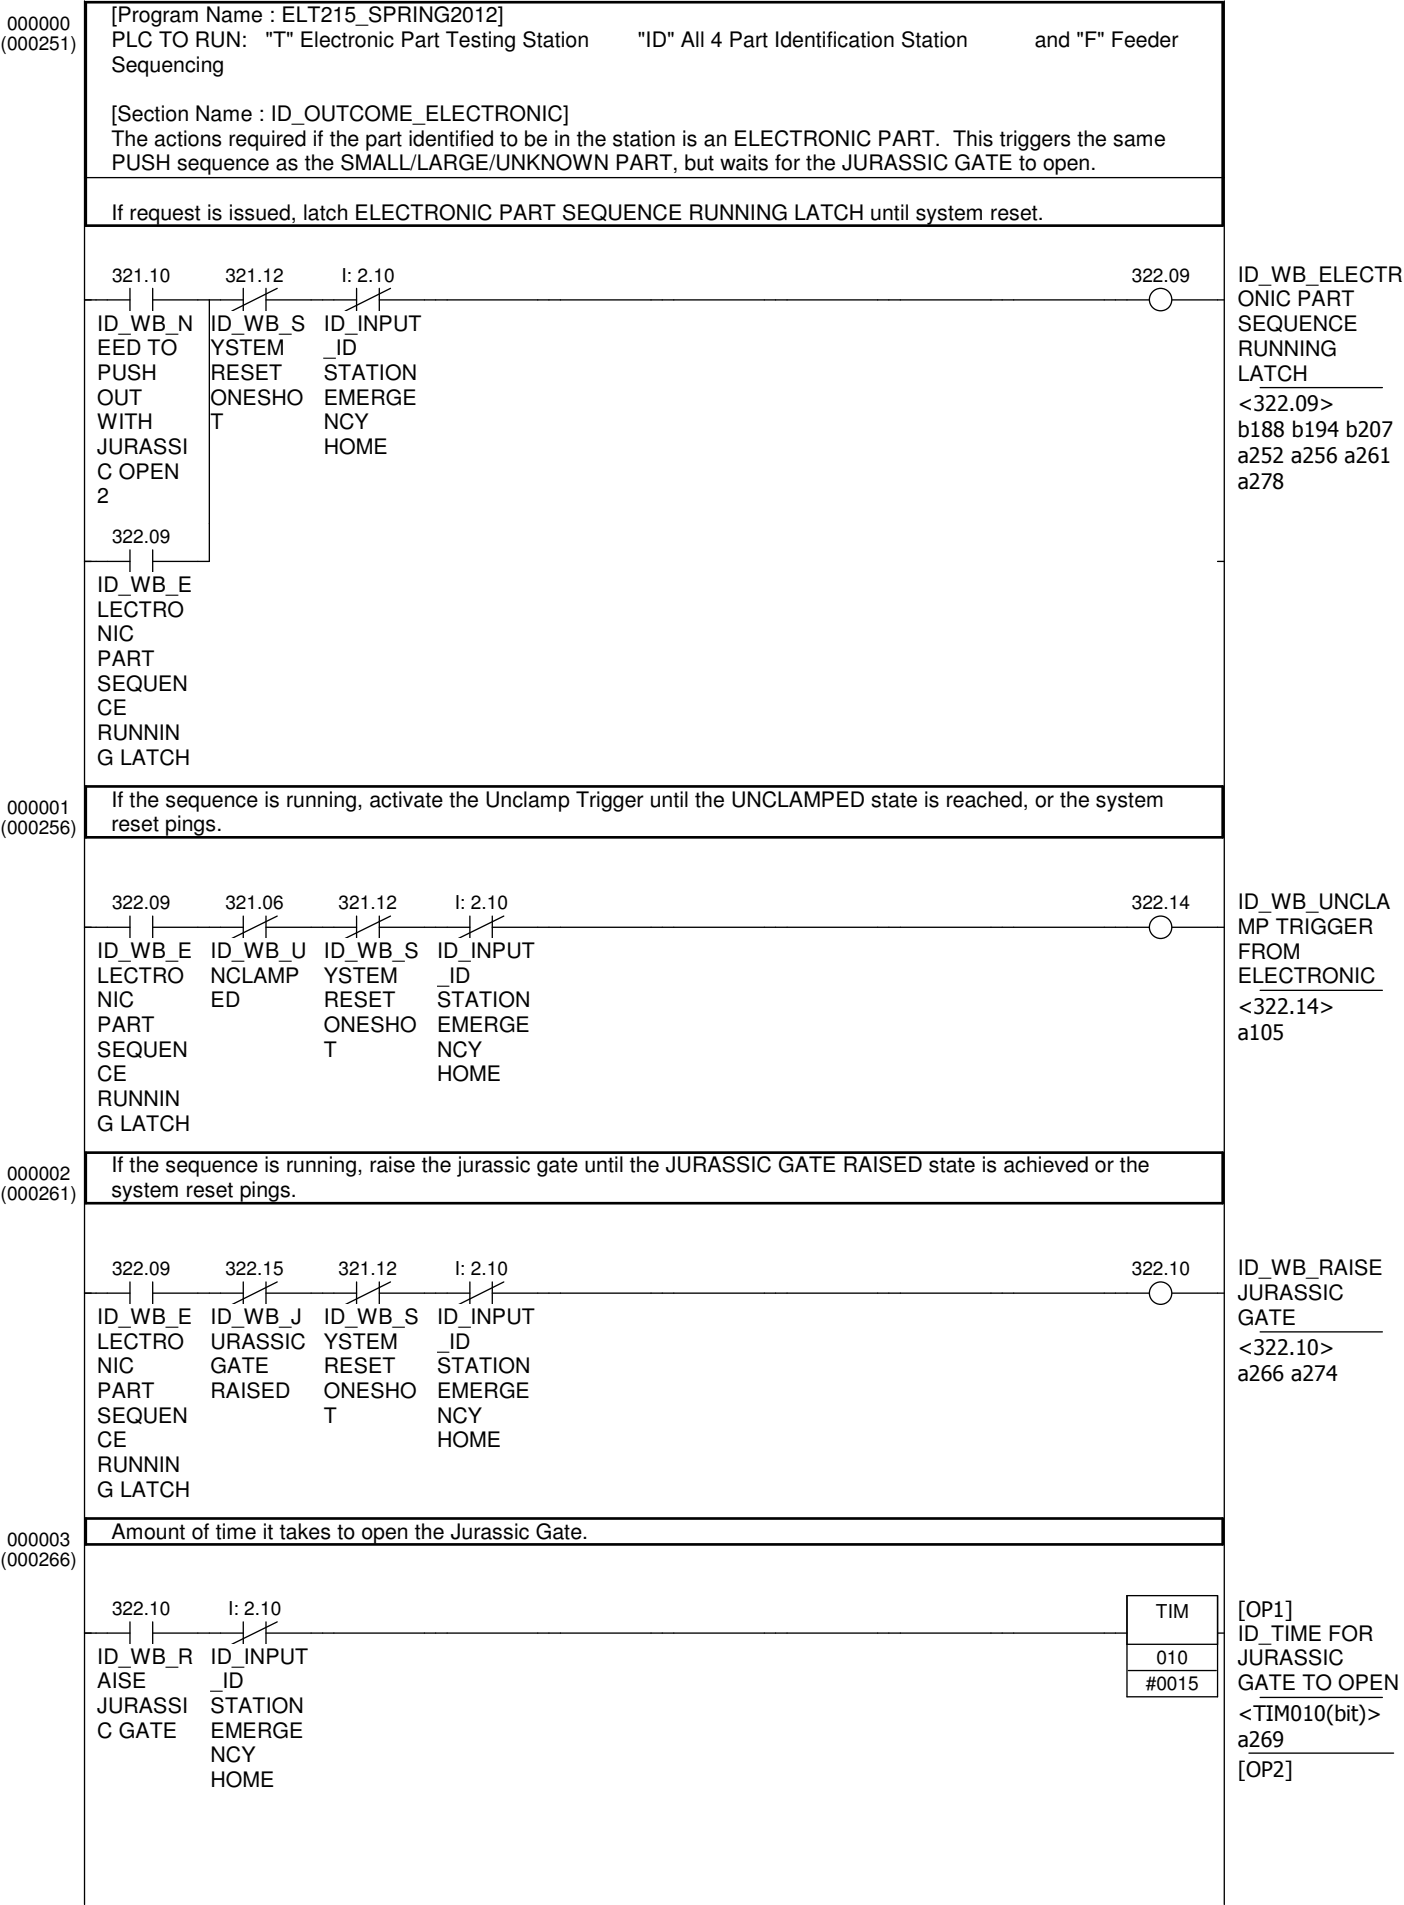 000000
(000251)
[Program Name : ELT215_SPRING2012]
PLC TO RUN: "T" Electronic Part Testing Station "ID" All 4 Part Identification Station and "F" Feeder
Sequencing
[Section Name : ID_OUTCOME_ELECTRONIC]
The actions required if the part identified to be in the station is an ELECTRONIC PART. This triggers the same
PUSH sequence as the SMALL/LARGE/UNKNOWN PART, but waits for the JURASSIC GATE to open.
If request is issued, latch ELECTRONIC PART SEQUENCE RUNNING LATCH until system reset.
321.10
ID_WB_N
EED TO
PUSH
OUT
WITH
JURASSI
C OPEN
2
321.12
ID_WB_S
YSTEM
RESET
ONESHO
T
I: 2.10
ID_INPUT
_ID
STATION
EMERGE
NCY
HOME
322.09
ID_WB_ELECTR
ONIC PART
SEQUENCE
RUNNING
LATCH
<322.09>
b188 b194 b207
a252 a256 a261
a278
322.09
ID_WB_E
LECTRO
NIC
PART
SEQUEN
CE
RUNNIN
G LATCH
000001
(000256)
If the sequence is running, activate the Unclamp Trigger until the UNCLAMPED state is reached, or the system
reset pings.
322.09
ID_WB_E
LECTRO
NIC
PART
SEQUEN
CE
RUNNIN
G LATCH
321.06
ID_WB_U
NCLAMP
ED
321.12
ID_WB_S
YSTEM
RESET
ONESHO
T
I: 2.10
ID_INPUT
_ID
STATION
EMERGE
NCY
HOME
322.14
ID_WB_UNCLA
MP TRIGGER
FROM
ELECTRONIC
<322.14>
a105
000002
(000261)
If the sequence is running, raise the jurassic gate until the JURASSIC GATE RAISED state is achieved or the
system reset pings.
322.09
ID_WB_E
LECTRO
NIC
PART
SEQUEN
CE
RUNNIN
G LATCH
322.15
ID_WB_J
URASSIC
GATE
RAISED
321.12
ID_WB_S
YSTEM
RESET
ONESHO
T
I: 2.10
ID_INPUT
_ID
STATION
EMERGE
NCY
HOME
322.10
ID_WB_RAISE
JURASSIC
GATE
<322.10>
a266 a274
000003
(000266)
Amount of time it takes to open the Jurassic Gate.
322.10
ID_WB_R
AISE
JURASSI
C GATE
I: 2.10
ID_INPUT
_ID
STATION
EMERGE
NCY
HOME
TIM
010
#0015
[OP1]
ID_TIME FOR
JURASSIC
GATE TO OPEN
<TIM010(bit)>
a269
[OP2]